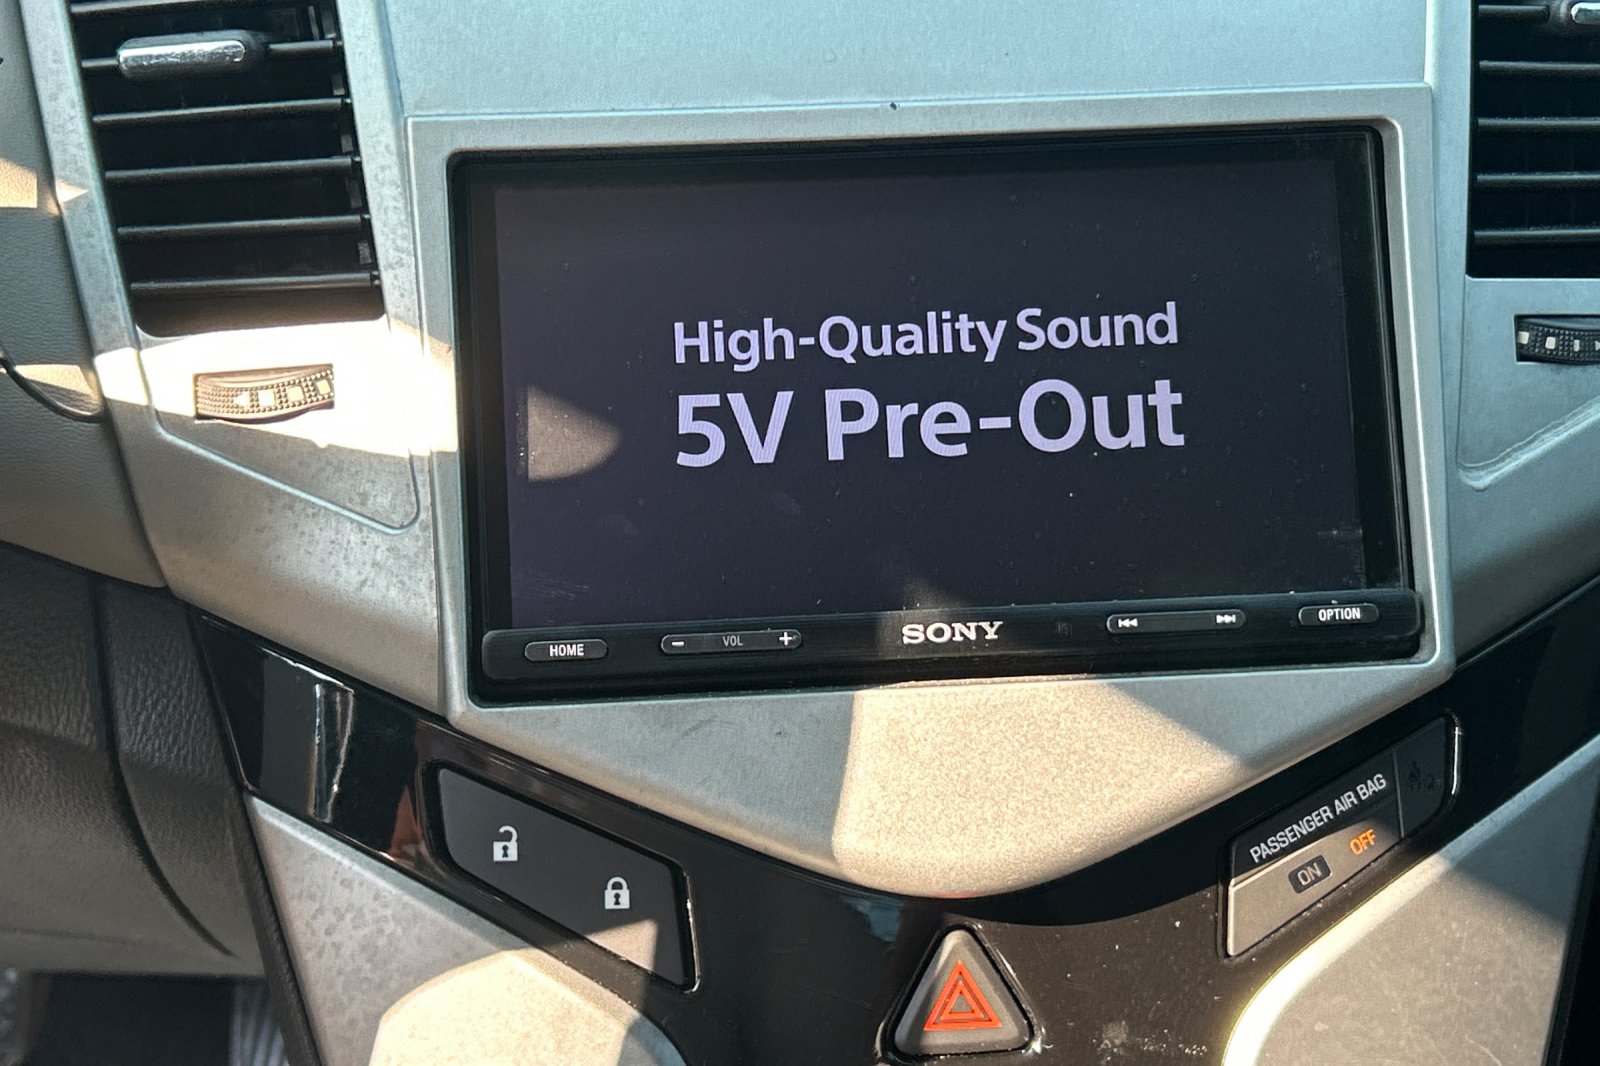 High-Quality Sound
5V Pre-Out
HOME
− VOL +
SONY
OPTION
PASSENGER AIR BAG
ON OFF